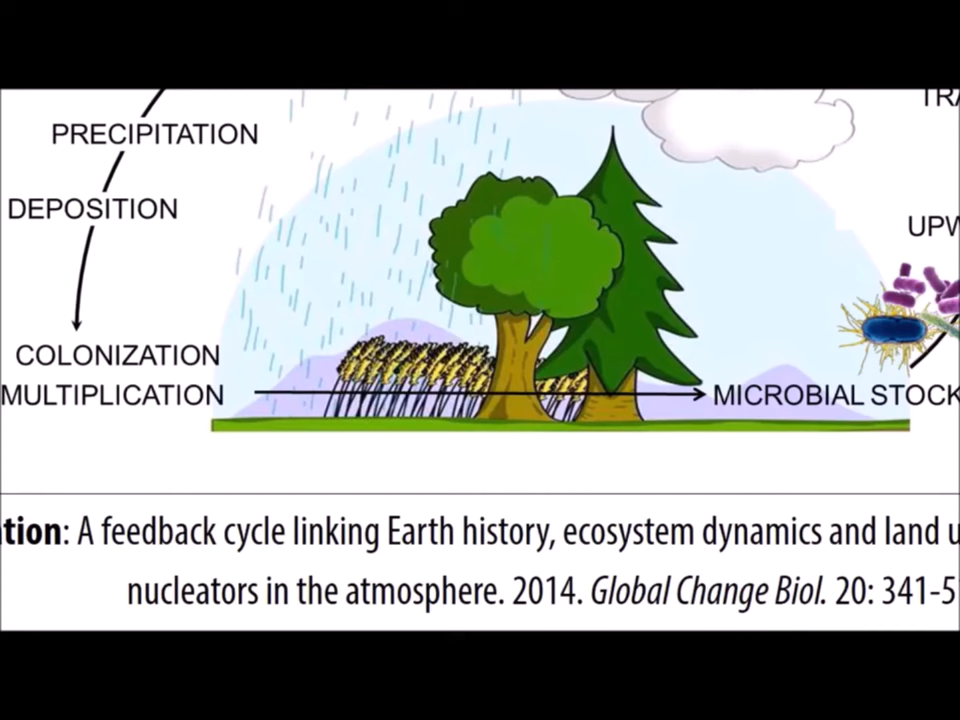 TRA
PRECIPITATION
DEPOSITION
UPW
COLONIZATION
MULTIPLICATION
MICROBIAL STOCK
tion: A feedback cycle linking Earth history, ecosystem dynamics and land u
nucleators in the atmosphere. 2014. Global Change Biol. 20: 341-5